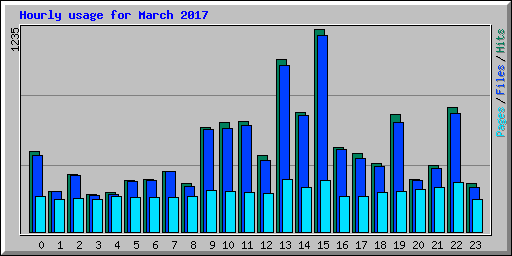 Hourly usage for March 2017
1235
Pages/Files/Hits
0 1 2 3 4 5 6 7 8 9 10 11 12 13 14 15 16 17 18 19 20 21 22 23